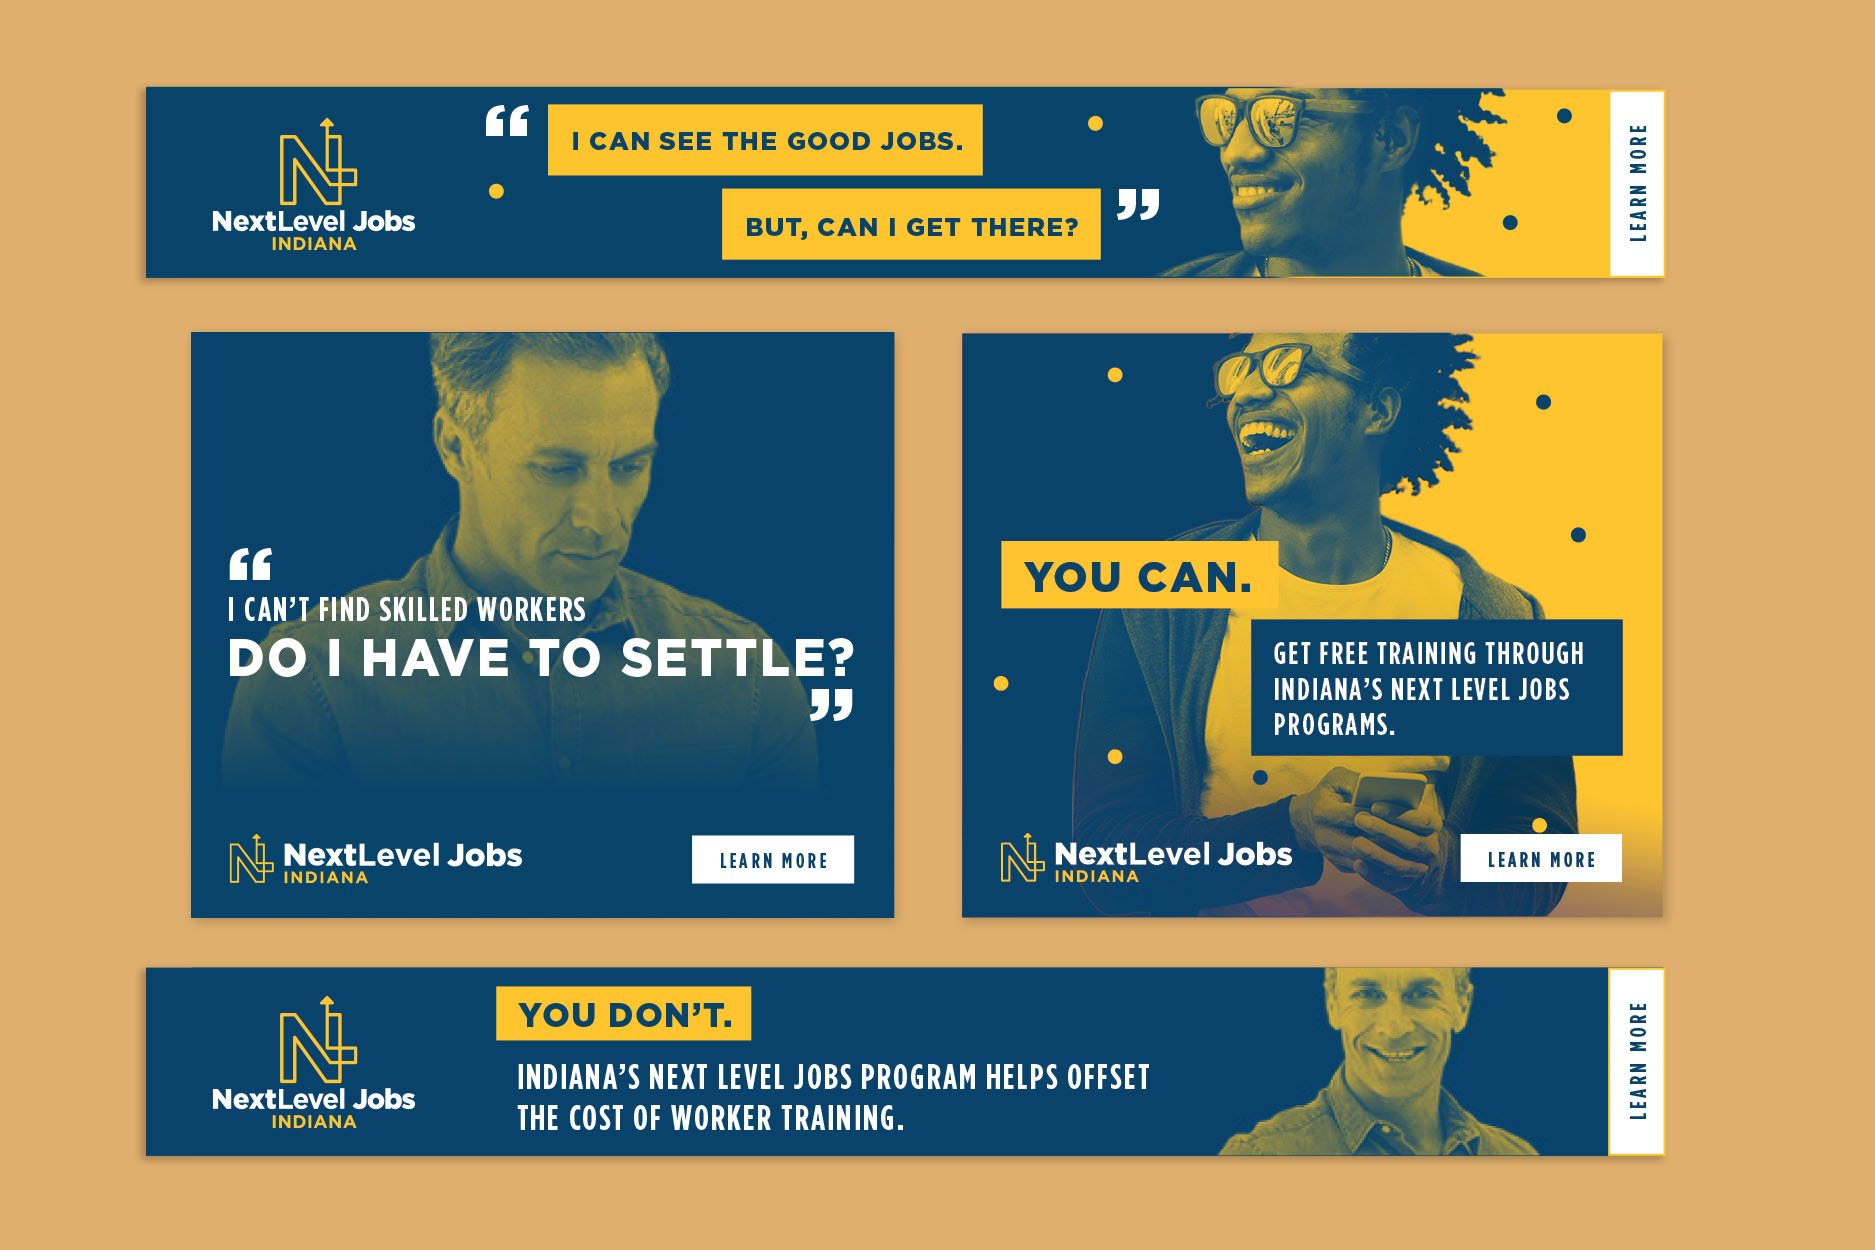 NextLevel Jobs
INDIANA
“
I CAN SEE THE GOOD JOBS.
BUT, CAN I GET THERE?
”
LEARN MORE
“
I CAN’T FIND SKILLED WORKERS
DO I HAVE TO SETTLE?
”
NextLevel Jobs
INDIANA
LEARN MORE
YOU CAN.
GET FREE TRAINING THROUGH
INDIANA’S NEXT LEVEL JOBS
PROGRAMS.
NextLevel Jobs
INDIANA
LEARN MORE
NextLevel Jobs
INDIANA
YOU DON’T.
INDIANA’S NEXT LEVEL JOBS PROGRAM HELPS OFFSET
THE COST OF WORKER TRAINING.
LEARN MORE